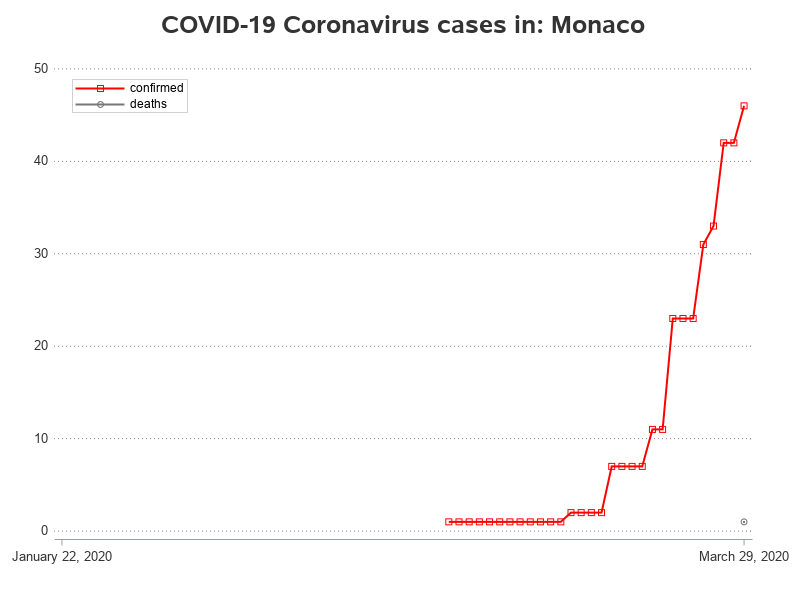 COVID-19 Coronavirus cases in: Monaco
50
confirmed
deaths
40
30
20
10
0
January 22, 2020
March 29, 2020